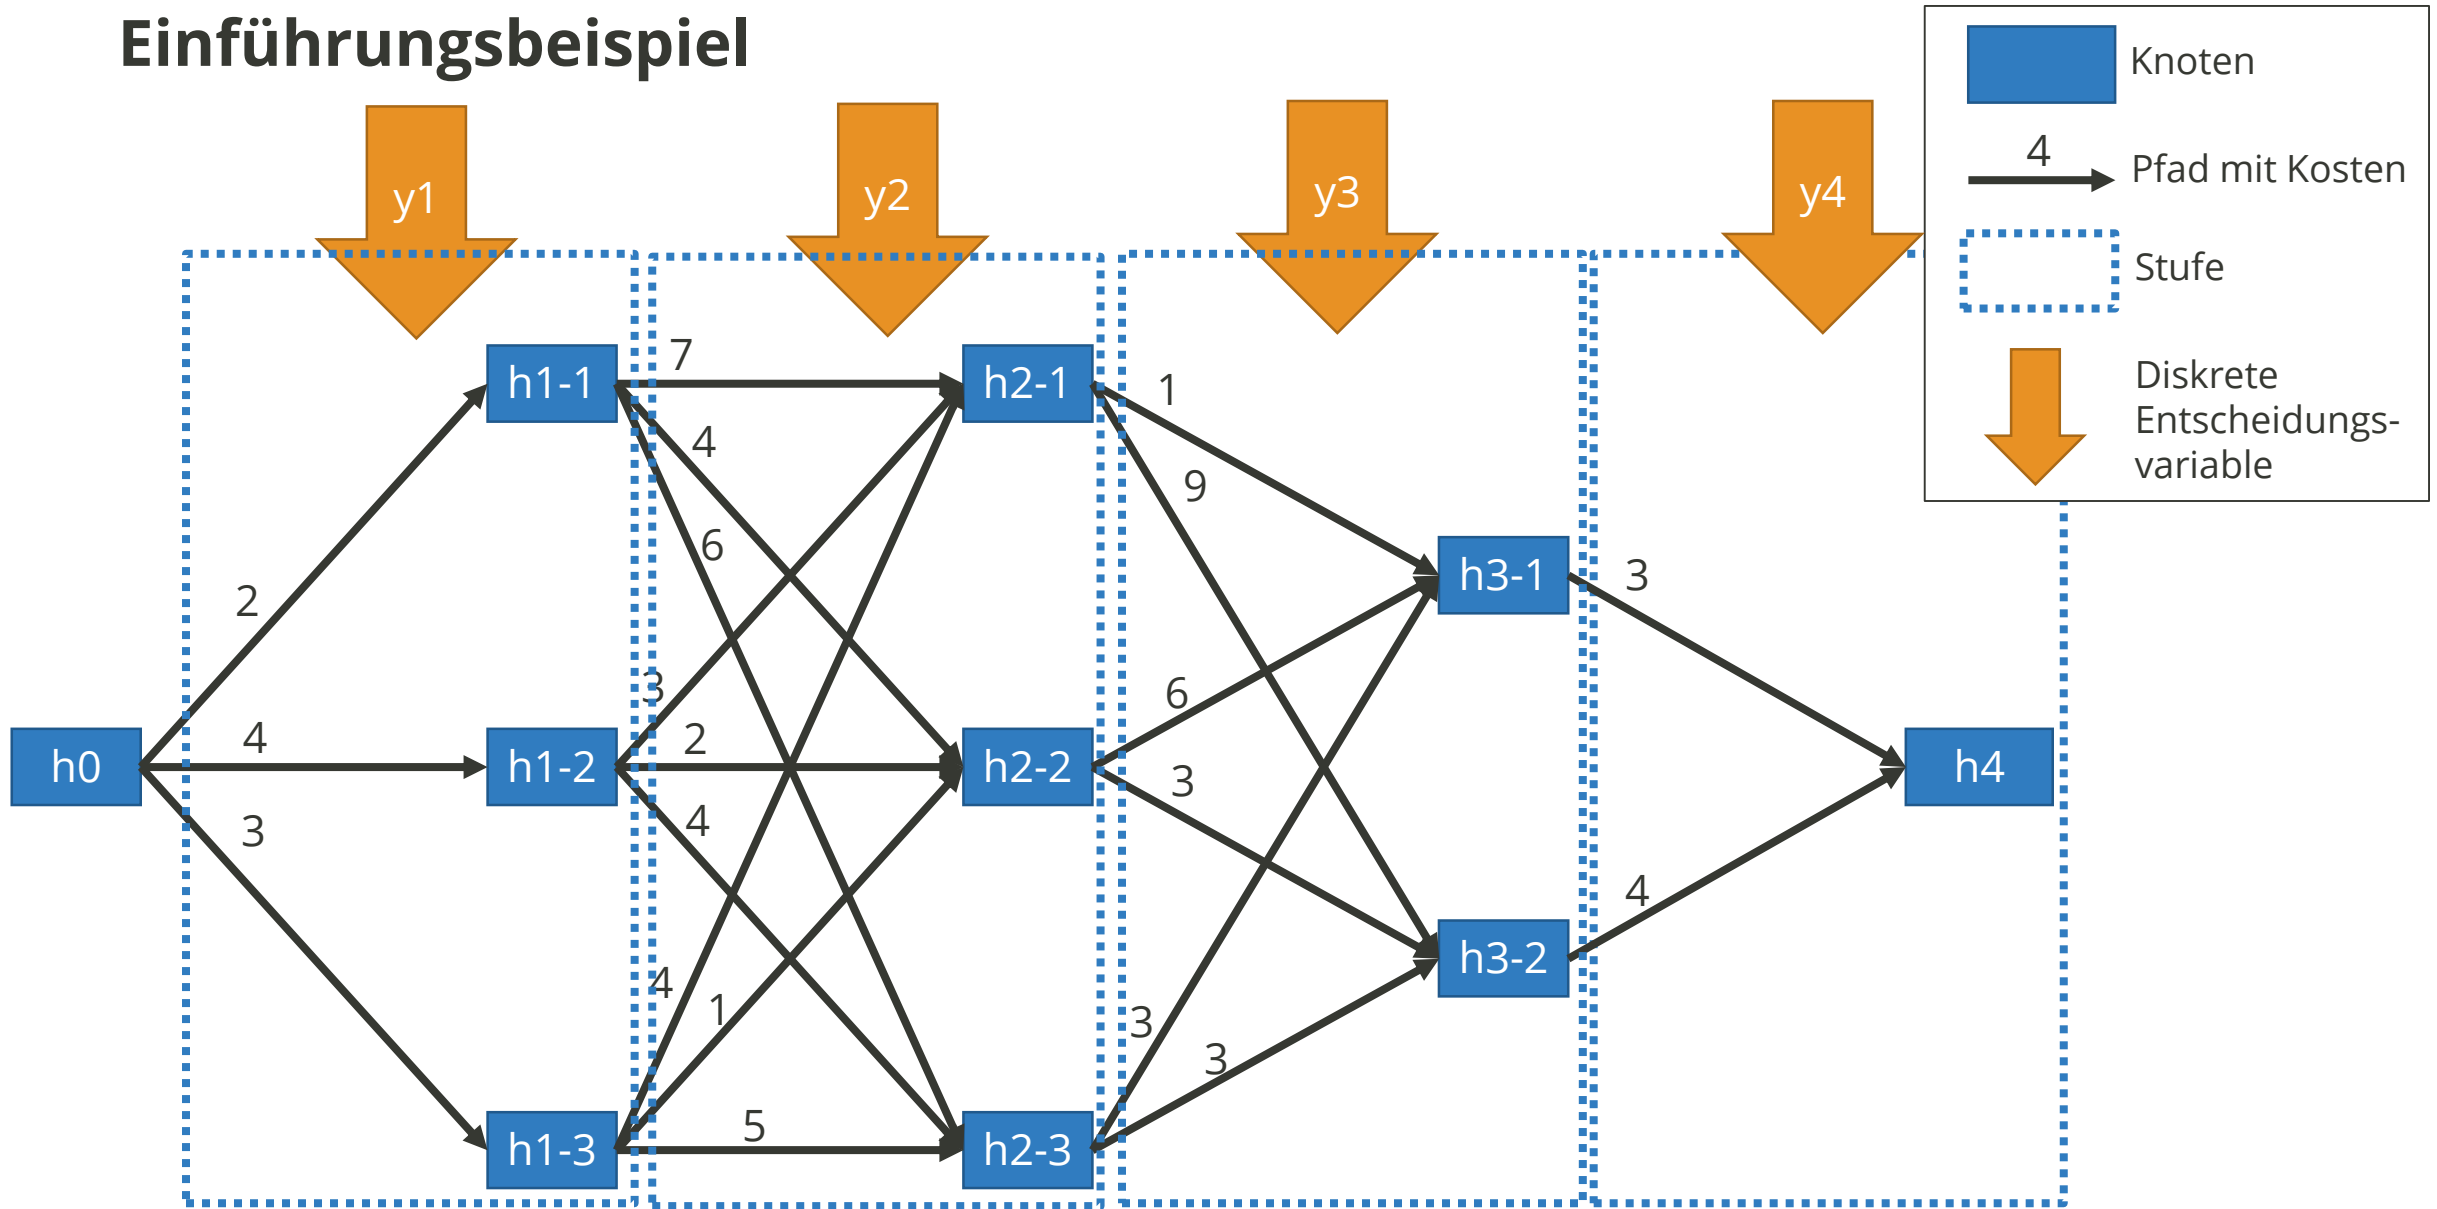 Einführungsbeispiel
y1
y2
y3
y4
Knoten
4
Pfad mit Kosten
Stufe
Diskrete
Entscheidungs-
variable
h0
2
4
3
h1-1
h1-2
h1-3
7
4
6
3
2
4
4
1
5
h2-1
h2-2
h2-3
1
9
6
3
3
3
h3-1
h3-2
3
4
h4